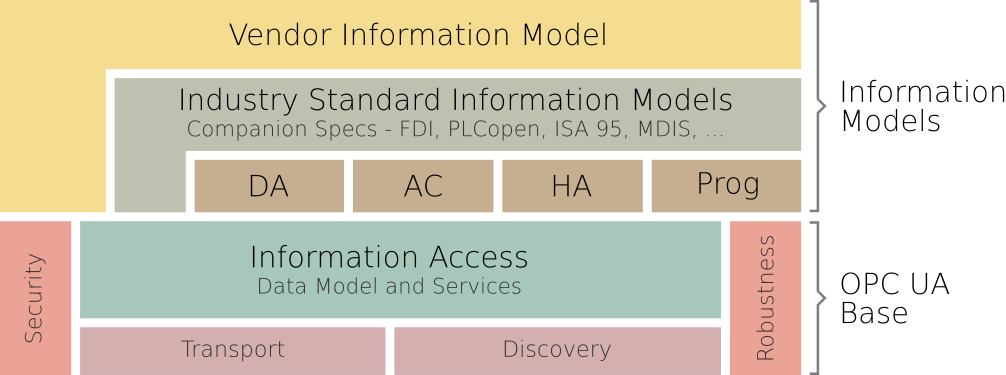 Vendor Information Model
Industry Standard Information Models
Companion Specs - FDI, PLCopen, ISA 95, MDIS, ...
DA
AC
HA
Prog
Information
Models
Security
Information Access
Data Model and Services
Robustness
Transport
Discovery
OPC UA
Base